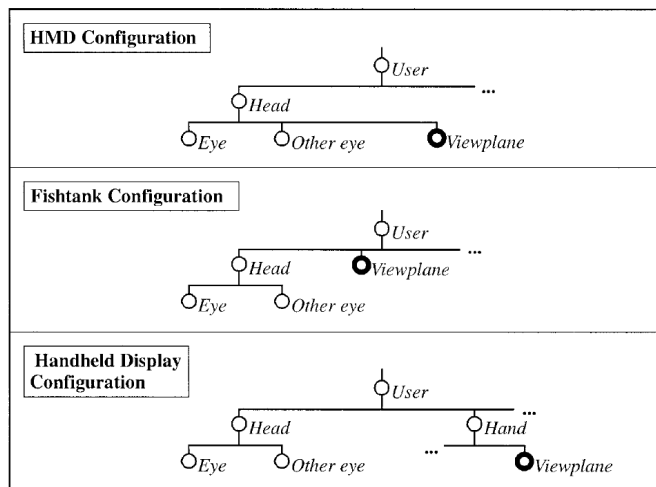 HMD Configuration
User
...
Head
Eye
Other eye
Viewplane
Fishtank Configuration
User
...
Head
Viewplane
Eye
Other eye
Handheld Display
Configuration
User
...
Head
Hand
...
Eye
Other eye
Viewplane